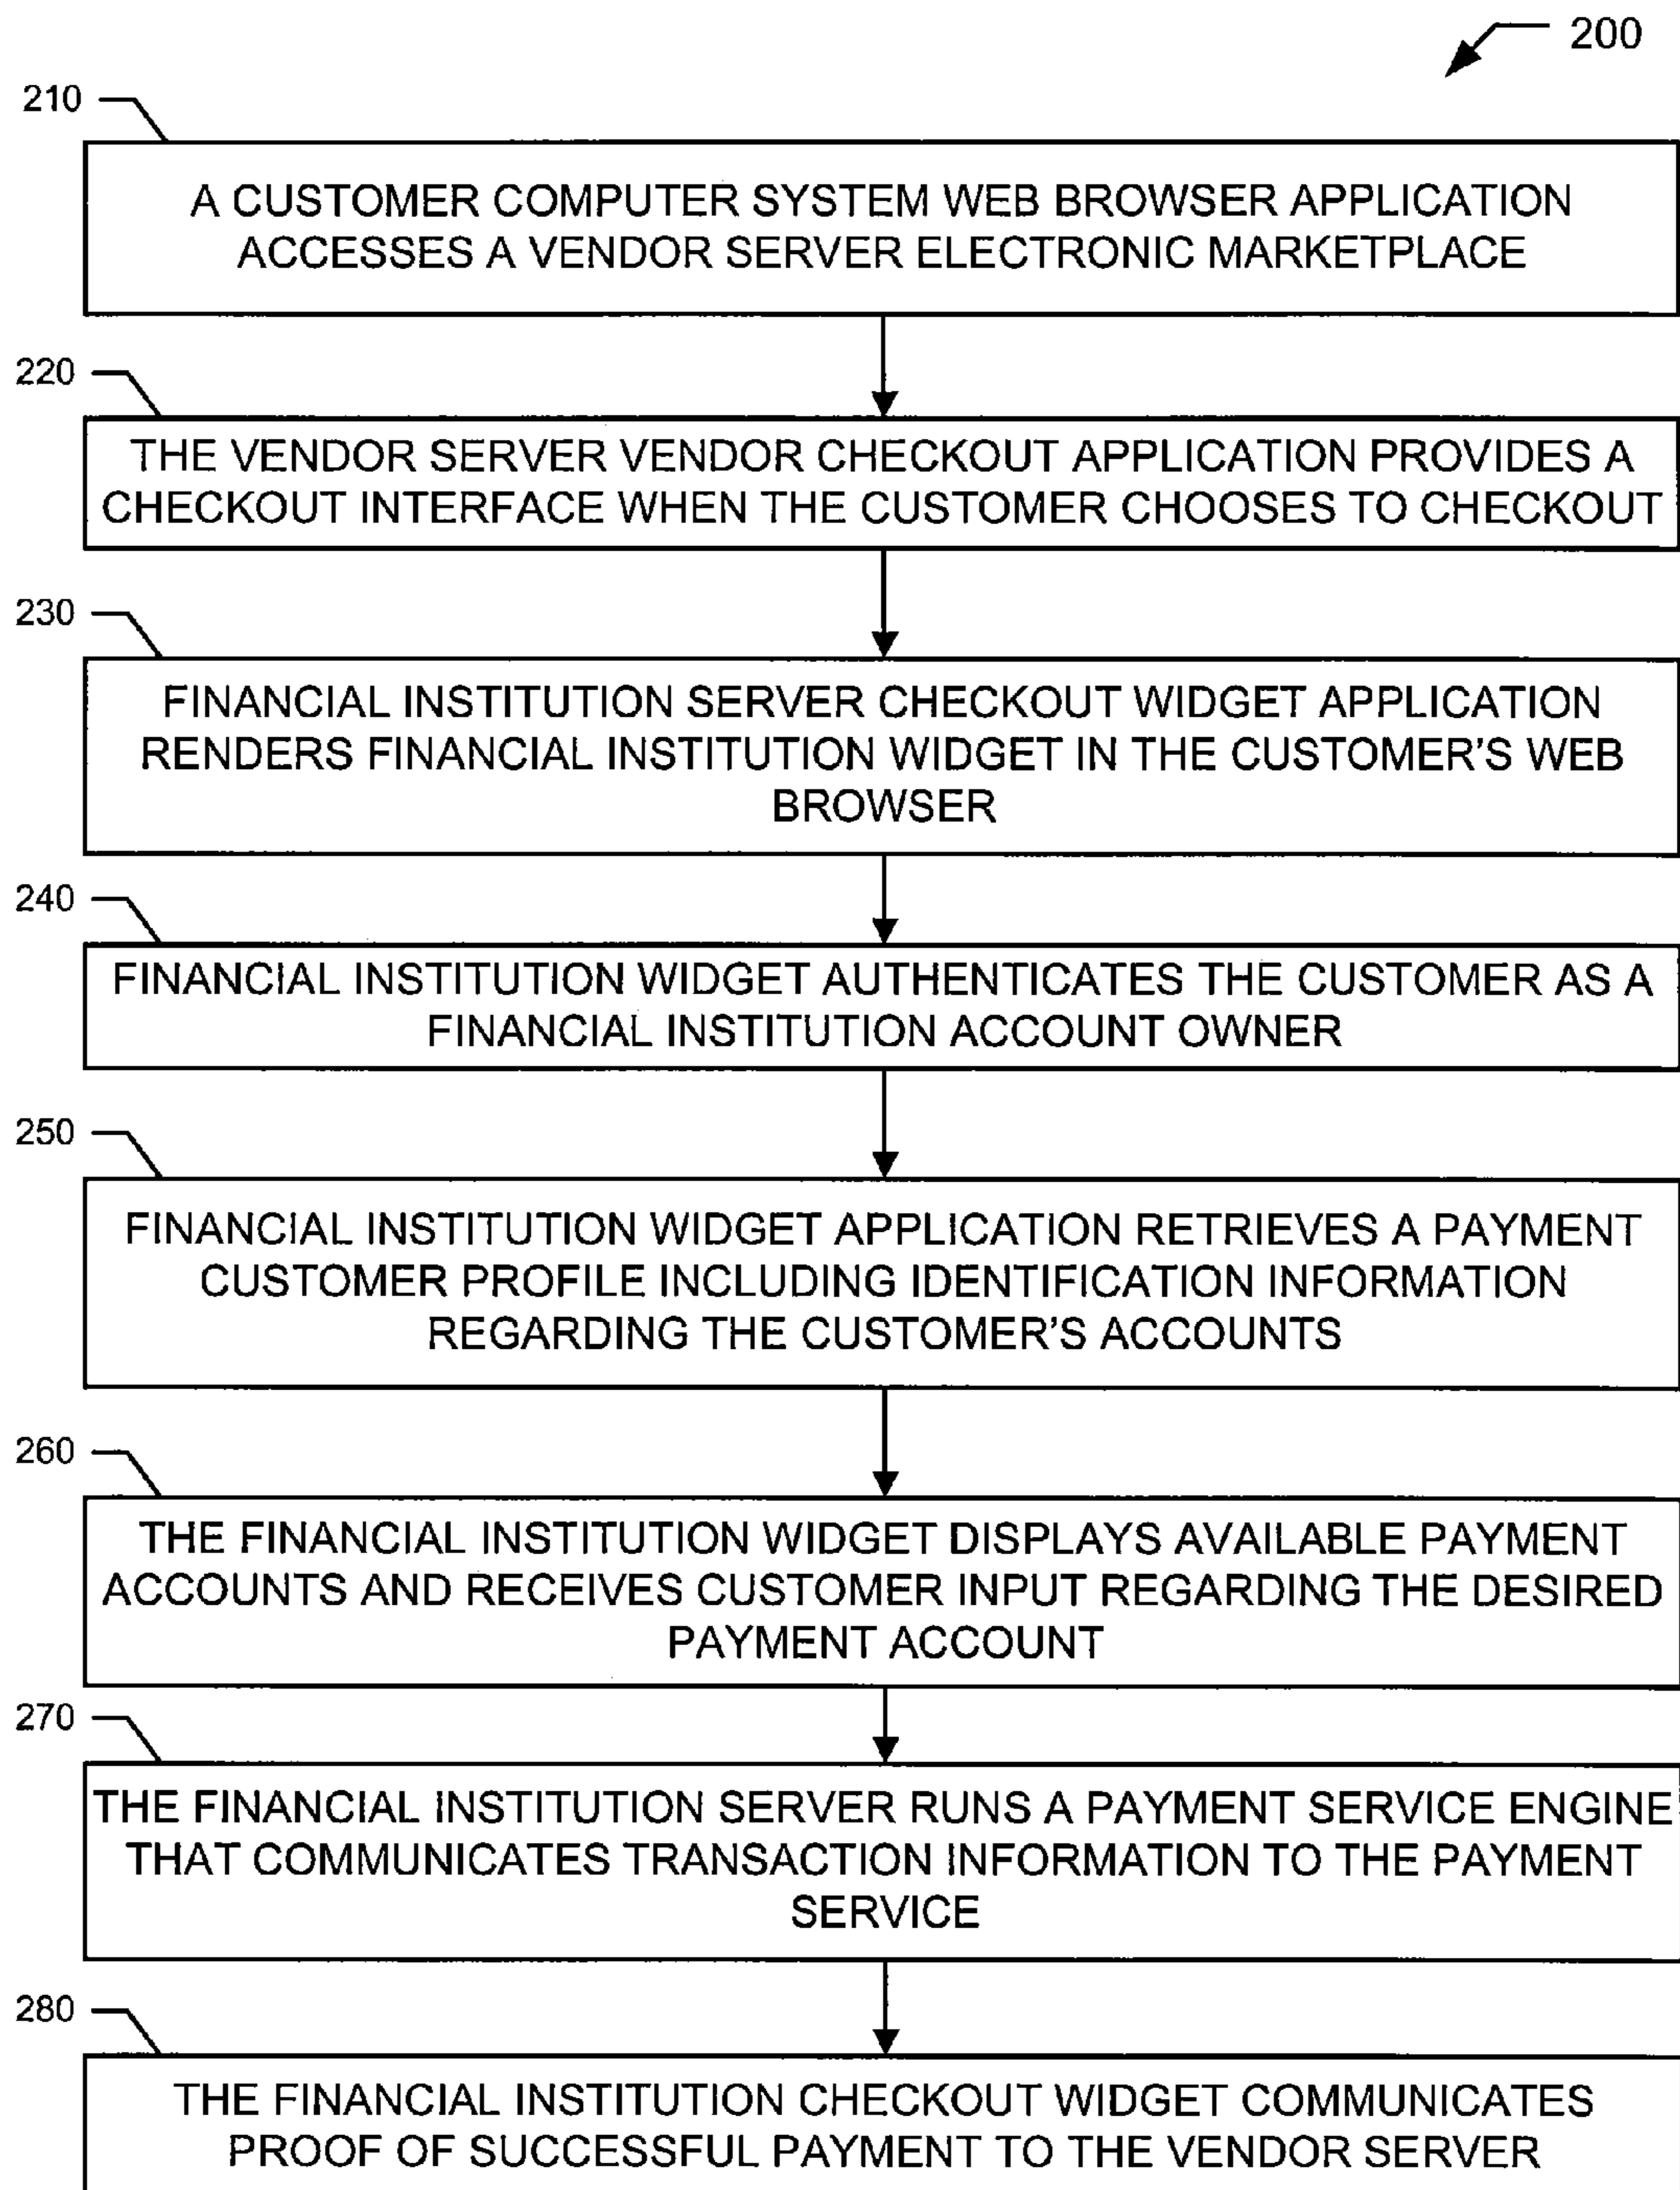 200
210
A CUSTOMER COMPUTER SYSTEM WEB BROWSER APPLICATION
ACCESSES A VENDOR SERVER ELECTRONIC MARKETPLACE
220
THE VENDOR SERVER VENDOR CHECKOUT APPLICATION PROVIDES A
CHECKOUT INTERFACE WHEN THE CUSTOMER CHOOSES TO CHECKOUT
230
FINANCIAL INSTITUTION SERVER CHECKOUT WIDGET APPLICATION
RENDERS FINANCIAL INSTITUTION WIDGET IN THE CUSTOMER'S WEB
BROWSER
240
FINANCIAL INSTITUTION WIDGET AUTHENTICATES THE CUSTOMER AS A
FINANCIAL INSTITUTION ACCOUNT OWNER
250
FINANCIAL INSTITUTION WIDGET APPLICATION RETRIEVES A PAYMENT
CUSTOMER PROFILE INCLUDING IDENTIFICATION INFORMATION
REGARDING THE CUSTOMER'S ACCOUNTS
260
THE FINANCIAL INSTITUTION WIDGET DISPLAYS AVAILABLE PAYMENT
ACCOUNTS AND RECEIVES CUSTOMER INPUT REGARDING THE DESIRED
PAYMENT ACCOUNT
270
THE FINANCIAL INSTITUTION SERVER RUNS A PAYMENT SERVICE ENGINE
THAT COMMUNICATES TRANSACTION INFORMATION TO THE PAYMENT
SERVICE
280
THE FINANCIAL INSTITUTION CHECKOUT WIDGET COMMUNICATES
PROOF OF SUCCESSFUL PAYMENT TO THE VENDOR SERVER